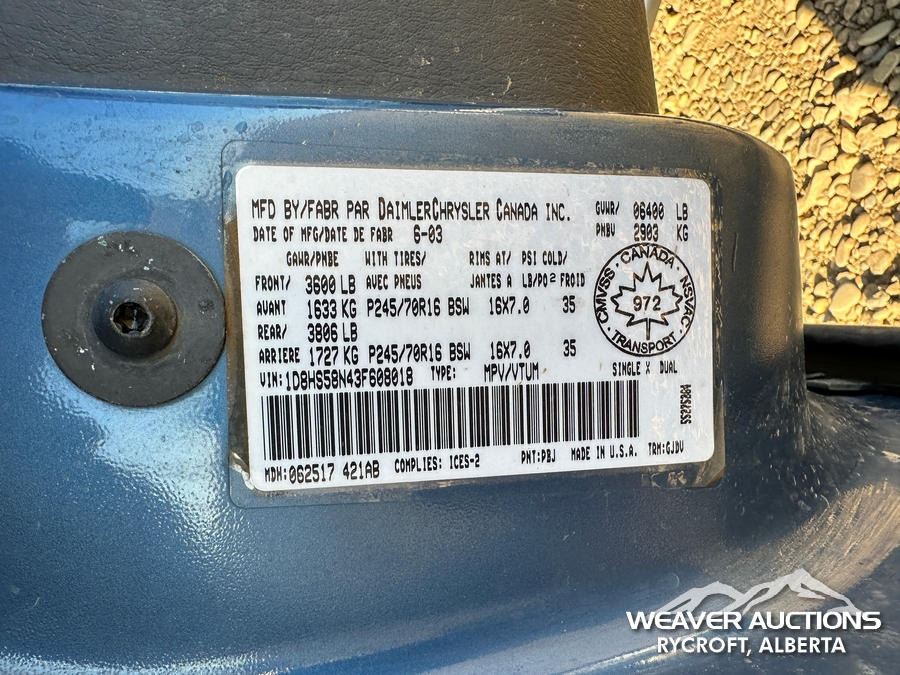 MFD BY/FABR PAR DAIMLERCHRYSLER CANADA INC. GVWR/ 06400 LB
DATE OF MFG/DATE DE FABR 6-03 PNBV 2903 KG
GAWR/PNBE WITH TIRES/ RIMS AT/ PSI COLD/
FRONT/ 3600 LB AVEC PNEUS JANTES A LB/PO² FROID
AVANT 1633 KG P245/70R16 BSW 16X7.0 35
REAR/ 3806 LB
ARRIERE 1727 KG P245/70R16 BSW 16X7.0 35
CMVSS · CANADA · NSVAC · TRANSPORT ·
972
VIN: 1D8HS58N43F608018 TYPE: MPV/VTUM SINGLE X DUAL
MDH: 062517 421AB COMPLIES: ICES-2 PNT: PBJ MADE IN U.S.A. TRM: GJDV
WEAVER AUCTIONS
RYCROFT, ALBERTA